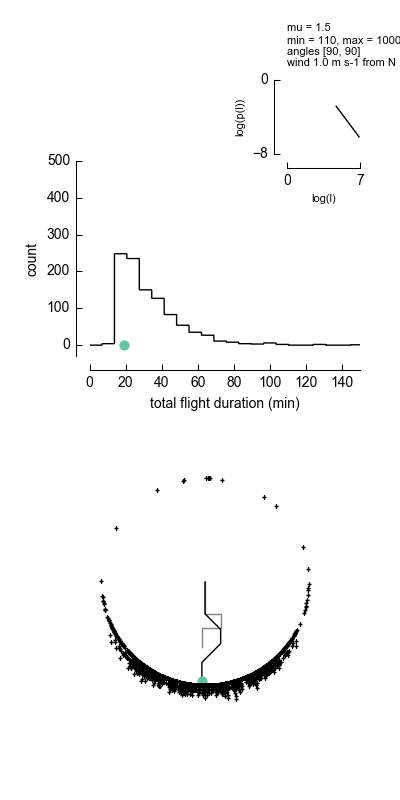 mu = 1.5
min = 110, max = 1000
angles [90, 90]
wind 1.0 m s-1 from N
0
log(p(l))
−8
0 7
log(l)
500
400
300
count
200
100
0
0 20 40 60 80 100 120 140
total flight duration (min)